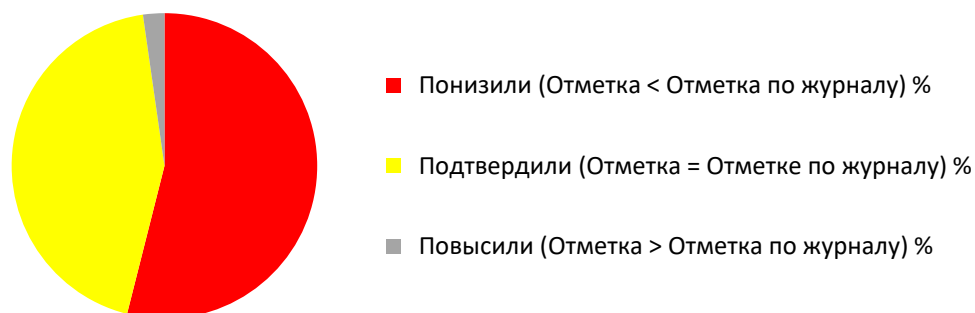 Понизили (Отметка < Отметка по журналу) %
Подтвердили (Отметка = Отметке по журналу) %
Повысили (Отметка > Отметка по журналу) %